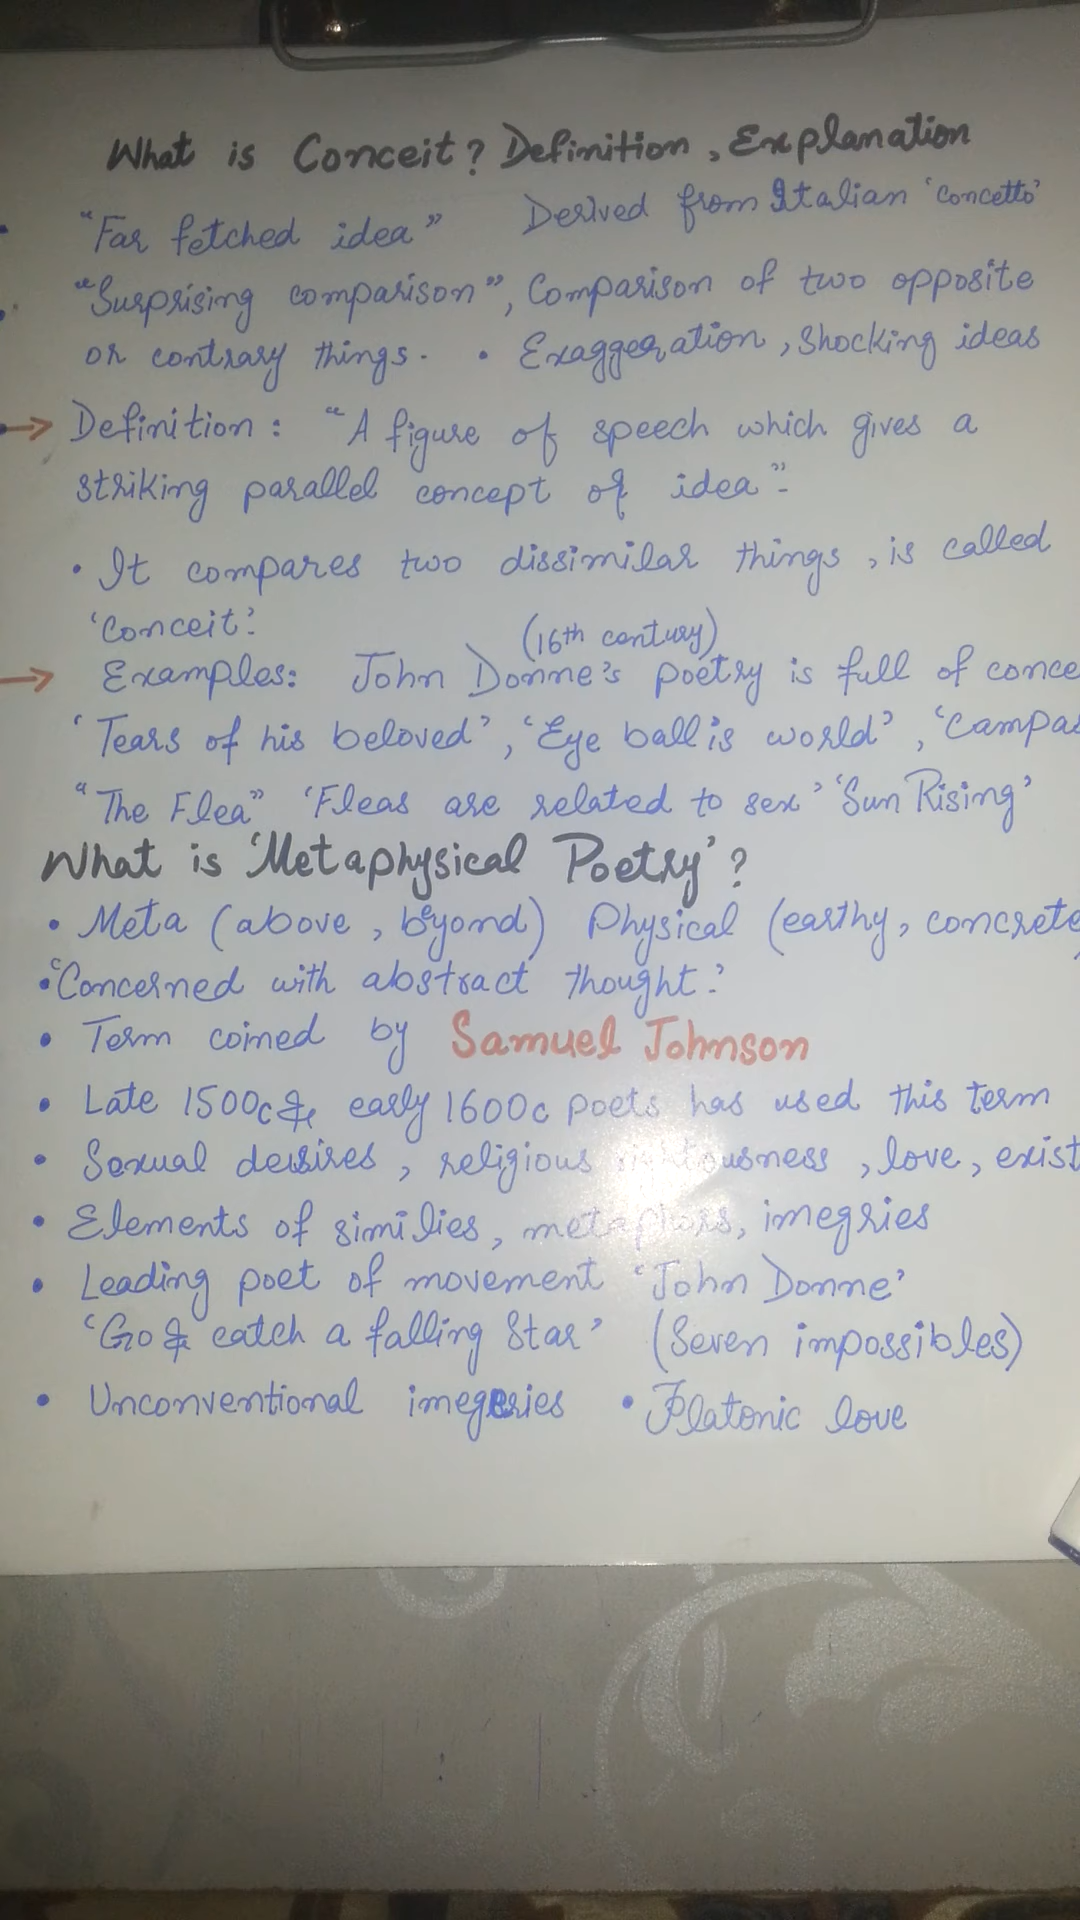 What is Conceit? Definition, Explanation
"Far fetched idea" Derived from Italian 'concetto'
"Surprising comparison", Comparison of two opposite
or contrary things. • Exaggeration, Shocking ideas
→ Definition: "A figure of speech which gives a
striking parallel concept of idea".
• It compares two dissimilar things, is called
'Conceit'.
(16th century)
→ Examples: John Donne's poetry is full of conce
'Tears of his beloved', 'Eye ball is world', 'Campas
"The Flea" 'Fleas are related to sex' 'Sun Rising'
What is 'Metaphysical Poetry'?
• Meta (above, beyond) Physical (earthy, concrete
• 'Concerned with abstract thought.'
• Term coined by Samuel Johnson
• Late 1500c & early 1600c poets has used this term
• Sexual desires, religious rightousness, love, exist
• Elements of similies, metaphors, imegries
• Leading poet of movement 'John Donne'
'Go & catch a falling Star' (Seven impossibles)
• Unconventional imegeries • Platonic love